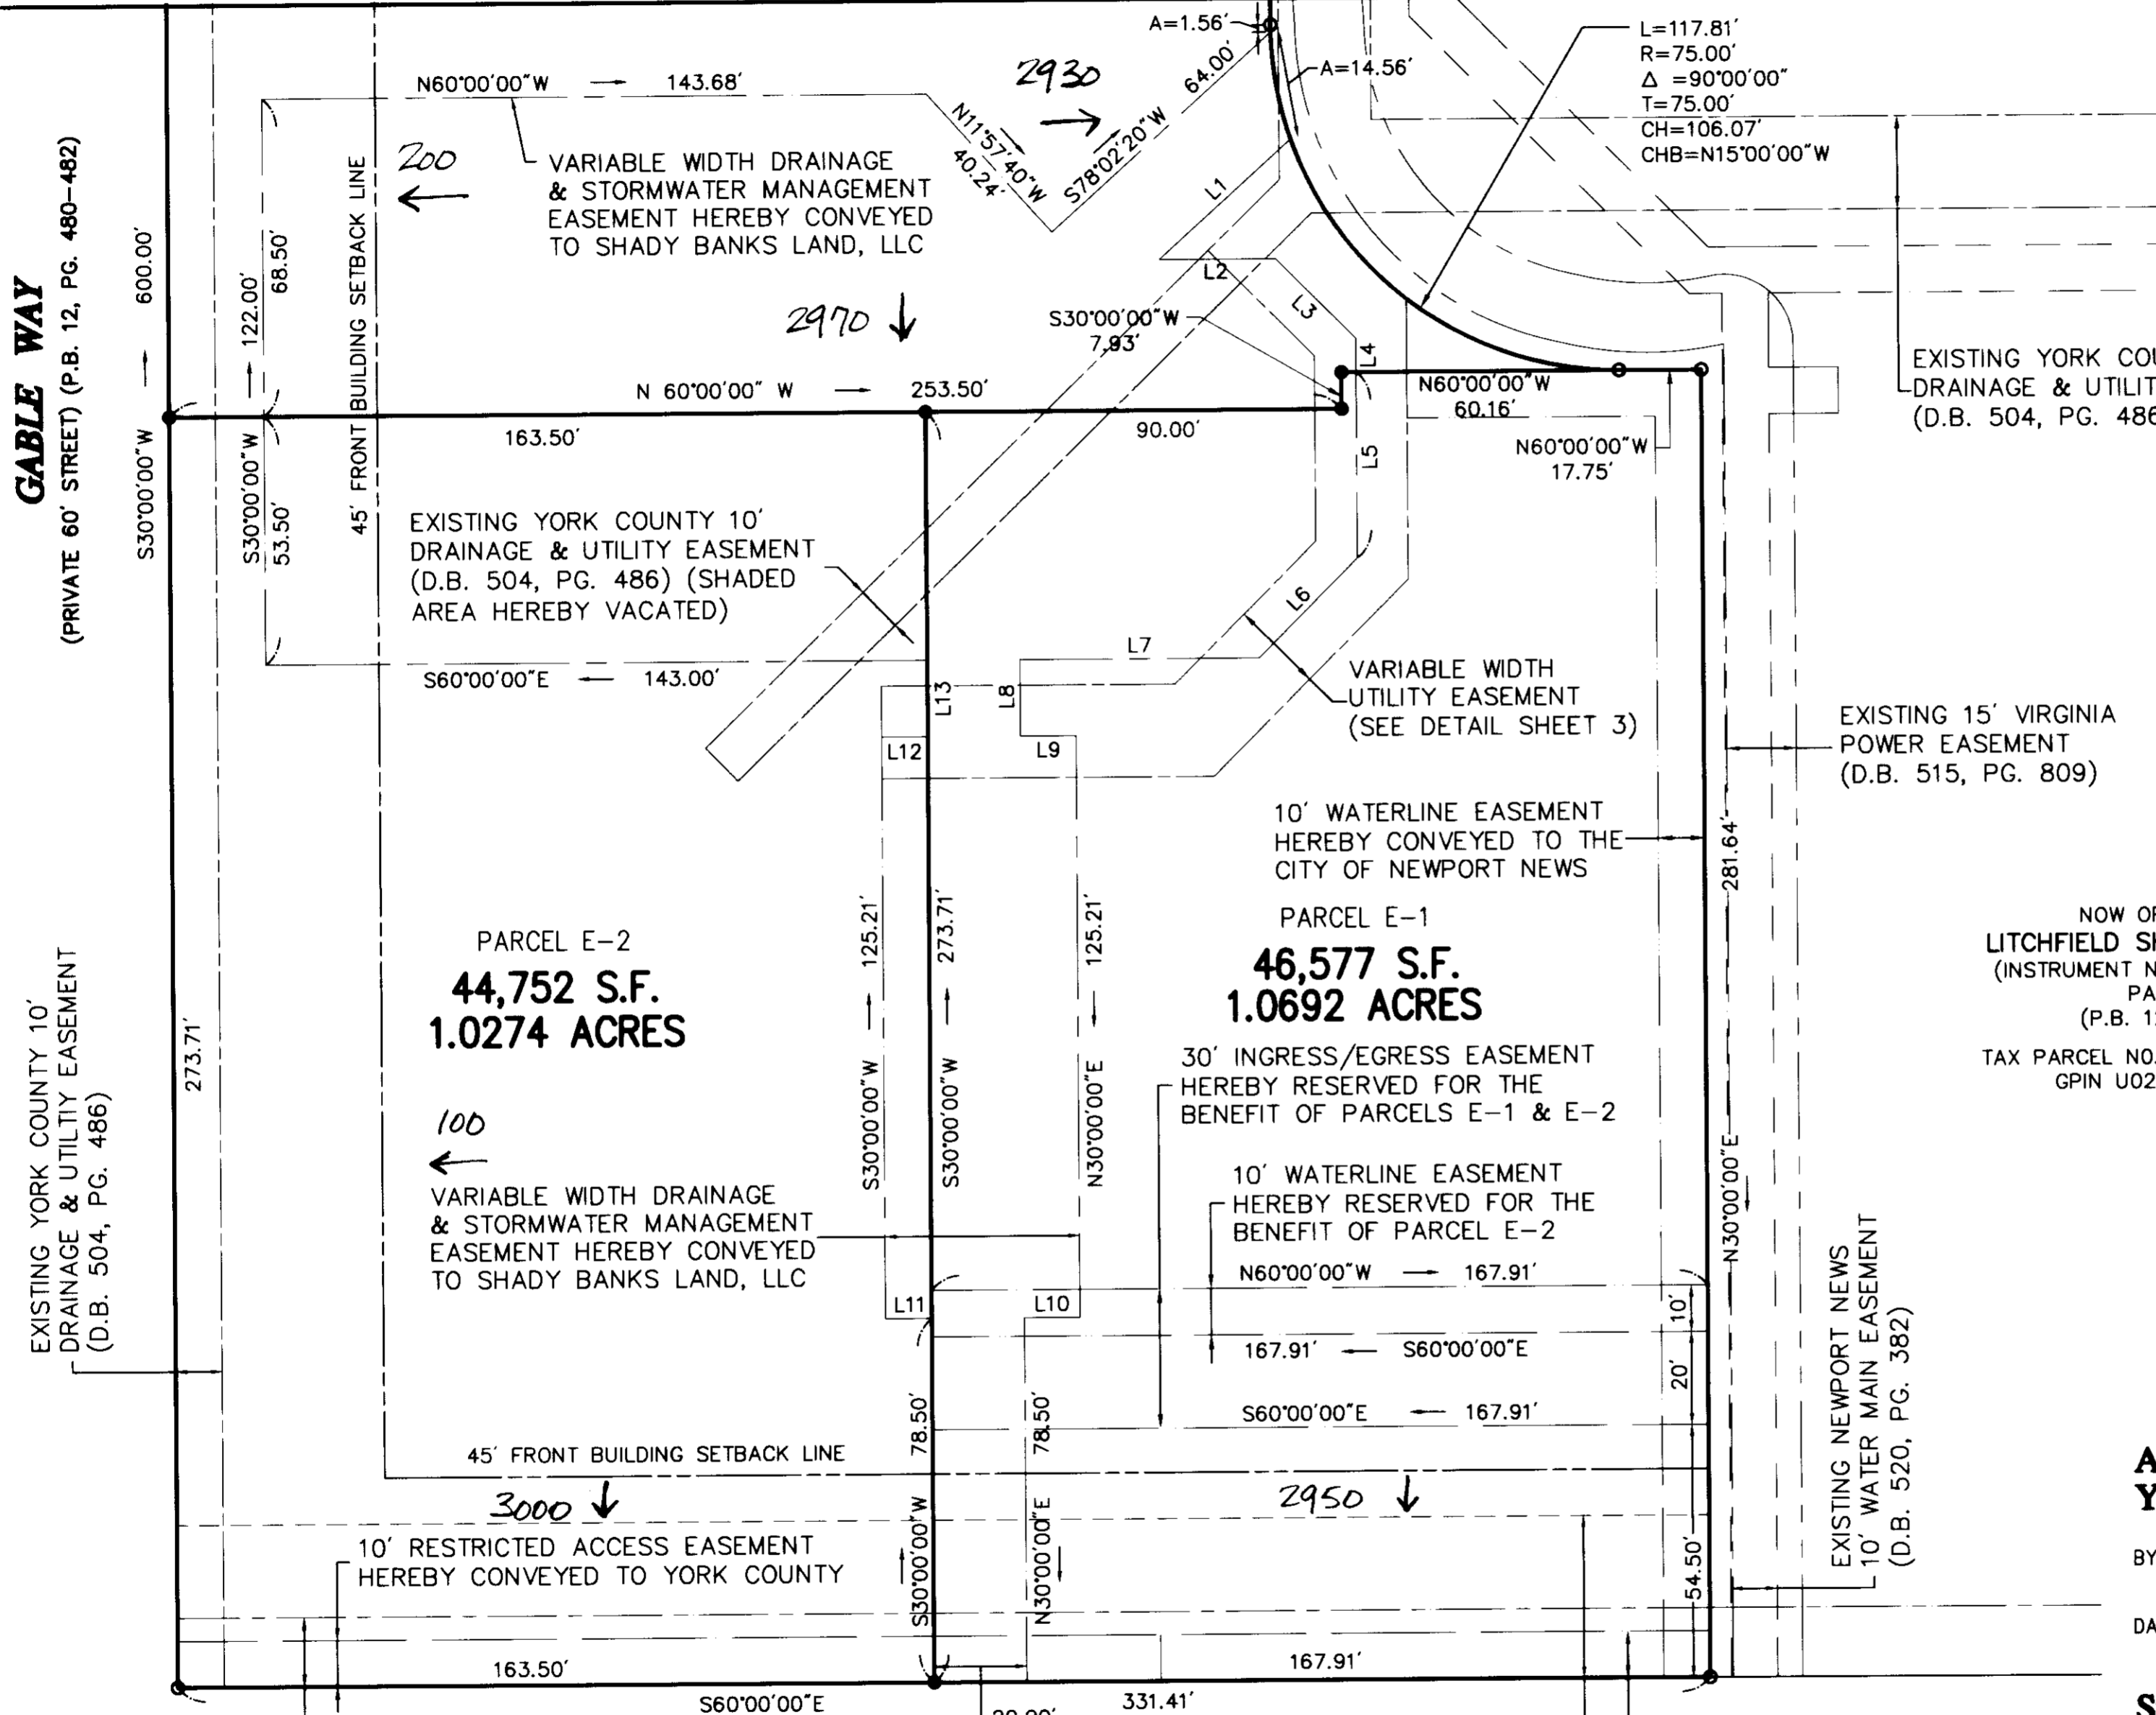 A=1.56'
64.00'
A=14.56'
L=117.81'
R=75.00'
Δ =90°00'00"
T=75.00'
CH=106.07'
CHB=N15°00'00"W
N60°00'00"W 143.68'
2930
N11°57'40"W
40.24'
S78°02'20"W
200
VARIABLE WIDTH DRAINAGE
& STORMWATER MANAGEMENT
EASEMENT HEREBY CONVEYED
TO SHADY BANKS LAND, LLC
L1
L2
L3
L4
L5
L6
L7
L8
L9
L10
L11
L12
L13
GABLE WAY
(PRIVATE 60' STREET) (P.B. 12, PG. 480-482)
S30°00'00"W 600.00'
S30°00'00"W 122.00'
68.50'
53.50'
45' FRONT BUILDING SETBACK LINE
2970
S30°00'00"W
7.93'
N 60°00'00" W 253.50'
163.50'
90.00'
N60°00'00"W
60.16'
N60°00'00"W
17.75'
EXISTING YORK COU
DRAINAGE & UTILIT
(D.B. 504, PG. 486
EXISTING YORK COUNTY 10'
DRAINAGE & UTILITY EASEMENT
(D.B. 504, PG. 486) (SHADED
AREA HEREBY VACATED)
S60°00'00"E 143.00'
VARIABLE WIDTH
UTILITY EASEMENT
(SEE DETAIL SHEET 3)
EXISTING 15' VIRGINIA
POWER EASEMENT
(D.B. 515, PG. 809)
10' WATERLINE EASEMENT
HEREBY CONVEYED TO THE
CITY OF NEWPORT NEWS
281.64'
N30°00'00"E
PARCEL E-2
44,752 S.F.
1.0274 ACRES
S30°00'00"W 125.21'
S30°00'00"W 273.71'
N30°00'00"E 125.21'
PARCEL E-1
46,577 S.F.
1.0692 ACRES
NOW OR
LITCHFIELD SH
(INSTRUMENT N
PA
(P.B. 1
TAX PARCEL NO.
GPIN U02
EXISTING YORK COUNTY 10'
DRAINAGE & UTILTIY EASEMENT
(D.B. 504, PG. 486)
273.71'
100
VARIABLE WIDTH DRAINAGE
& STORMWATER MANAGEMENT
EASEMENT HEREBY CONVEYED
TO SHADY BANKS LAND, LLC
30' INGRESS/EGRESS EASEMENT
HEREBY RESERVED FOR THE
BENEFIT OF PARCELS E-1 & E-2
10' WATERLINE EASEMENT
HEREBY RESERVED FOR THE
BENEFIT OF PARCEL E-2
N60°00'00"W 167.91'
167.91' S60°00'00"E
S60°00'00"E 167.91'
10'
20'
54.50'
EXISTING NEWPORT NEWS
10' WATER MAIN EASEMENT
(D.B. 520, PG. 382)
45' FRONT BUILDING SETBACK LINE
3000
2950
S30°00'00"W 78.50'
N30°00'00"E 78.50'
10' RESTRICTED ACCESS EASEMENT
HEREBY CONVEYED TO YORK COUNTY
163.50'
167.91'
S60°00'00"E 331.41'
A
Y
BY
DA
S